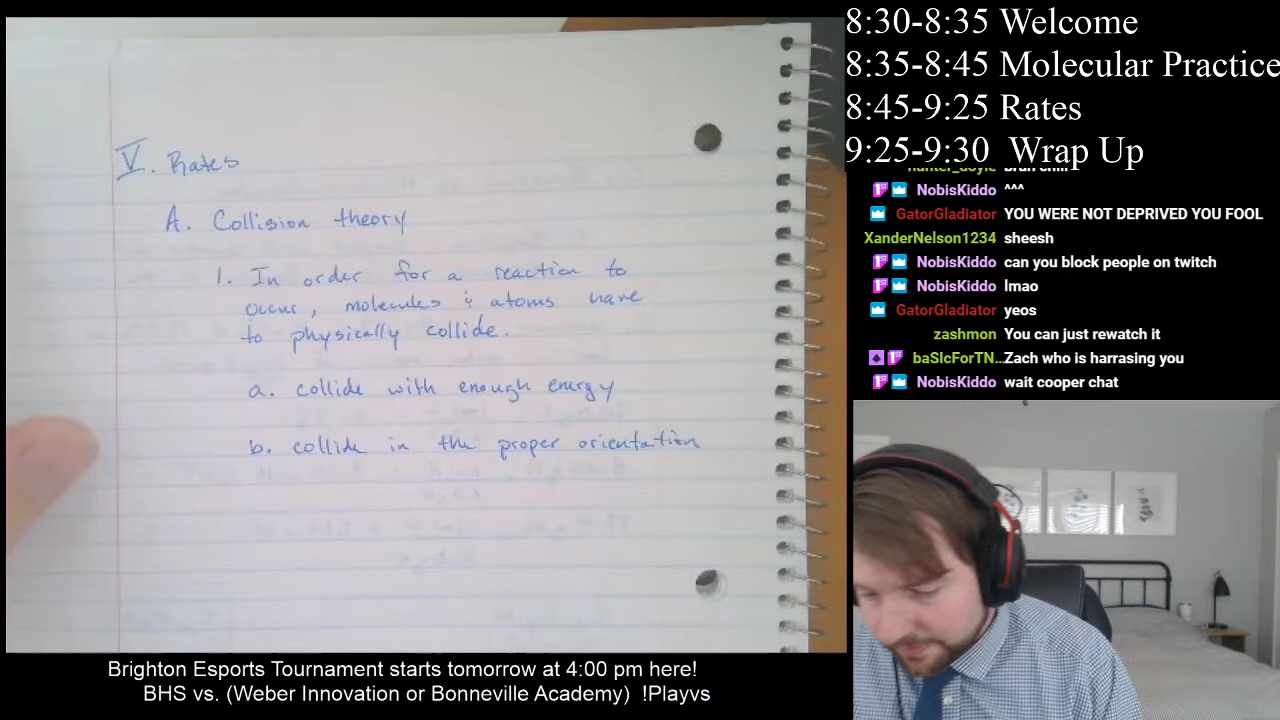 V. Rates
A. Collision theory
1. In order for a reaction to
occur, molecules & atoms have
to physically collide.
a. collide with enough energy
b. collide in the proper orientation
8:30-8:35 Welcome
8:35-8:45 Molecular Practice
8:45-9:25 Rates
9:25-9:30 Wrap Up
NobisKiddo ^^^
GatorGladiator YOU WERE NOT DEPRIVED YOU FOOL
XanderNelson1234 sheesh
NobisKiddo can you block people on twitch
NobisKiddo lmao
GatorGladiator yeos
zashmon You can just rewatch it
baSIcForTN... Zach who is harrasing you
NobisKiddo wait cooper chat
Brighton Esports Tournament starts tomorrow at 4:00 pm here!
BHS vs. (Weber Innovation or Bonneville Academy) !Playvs